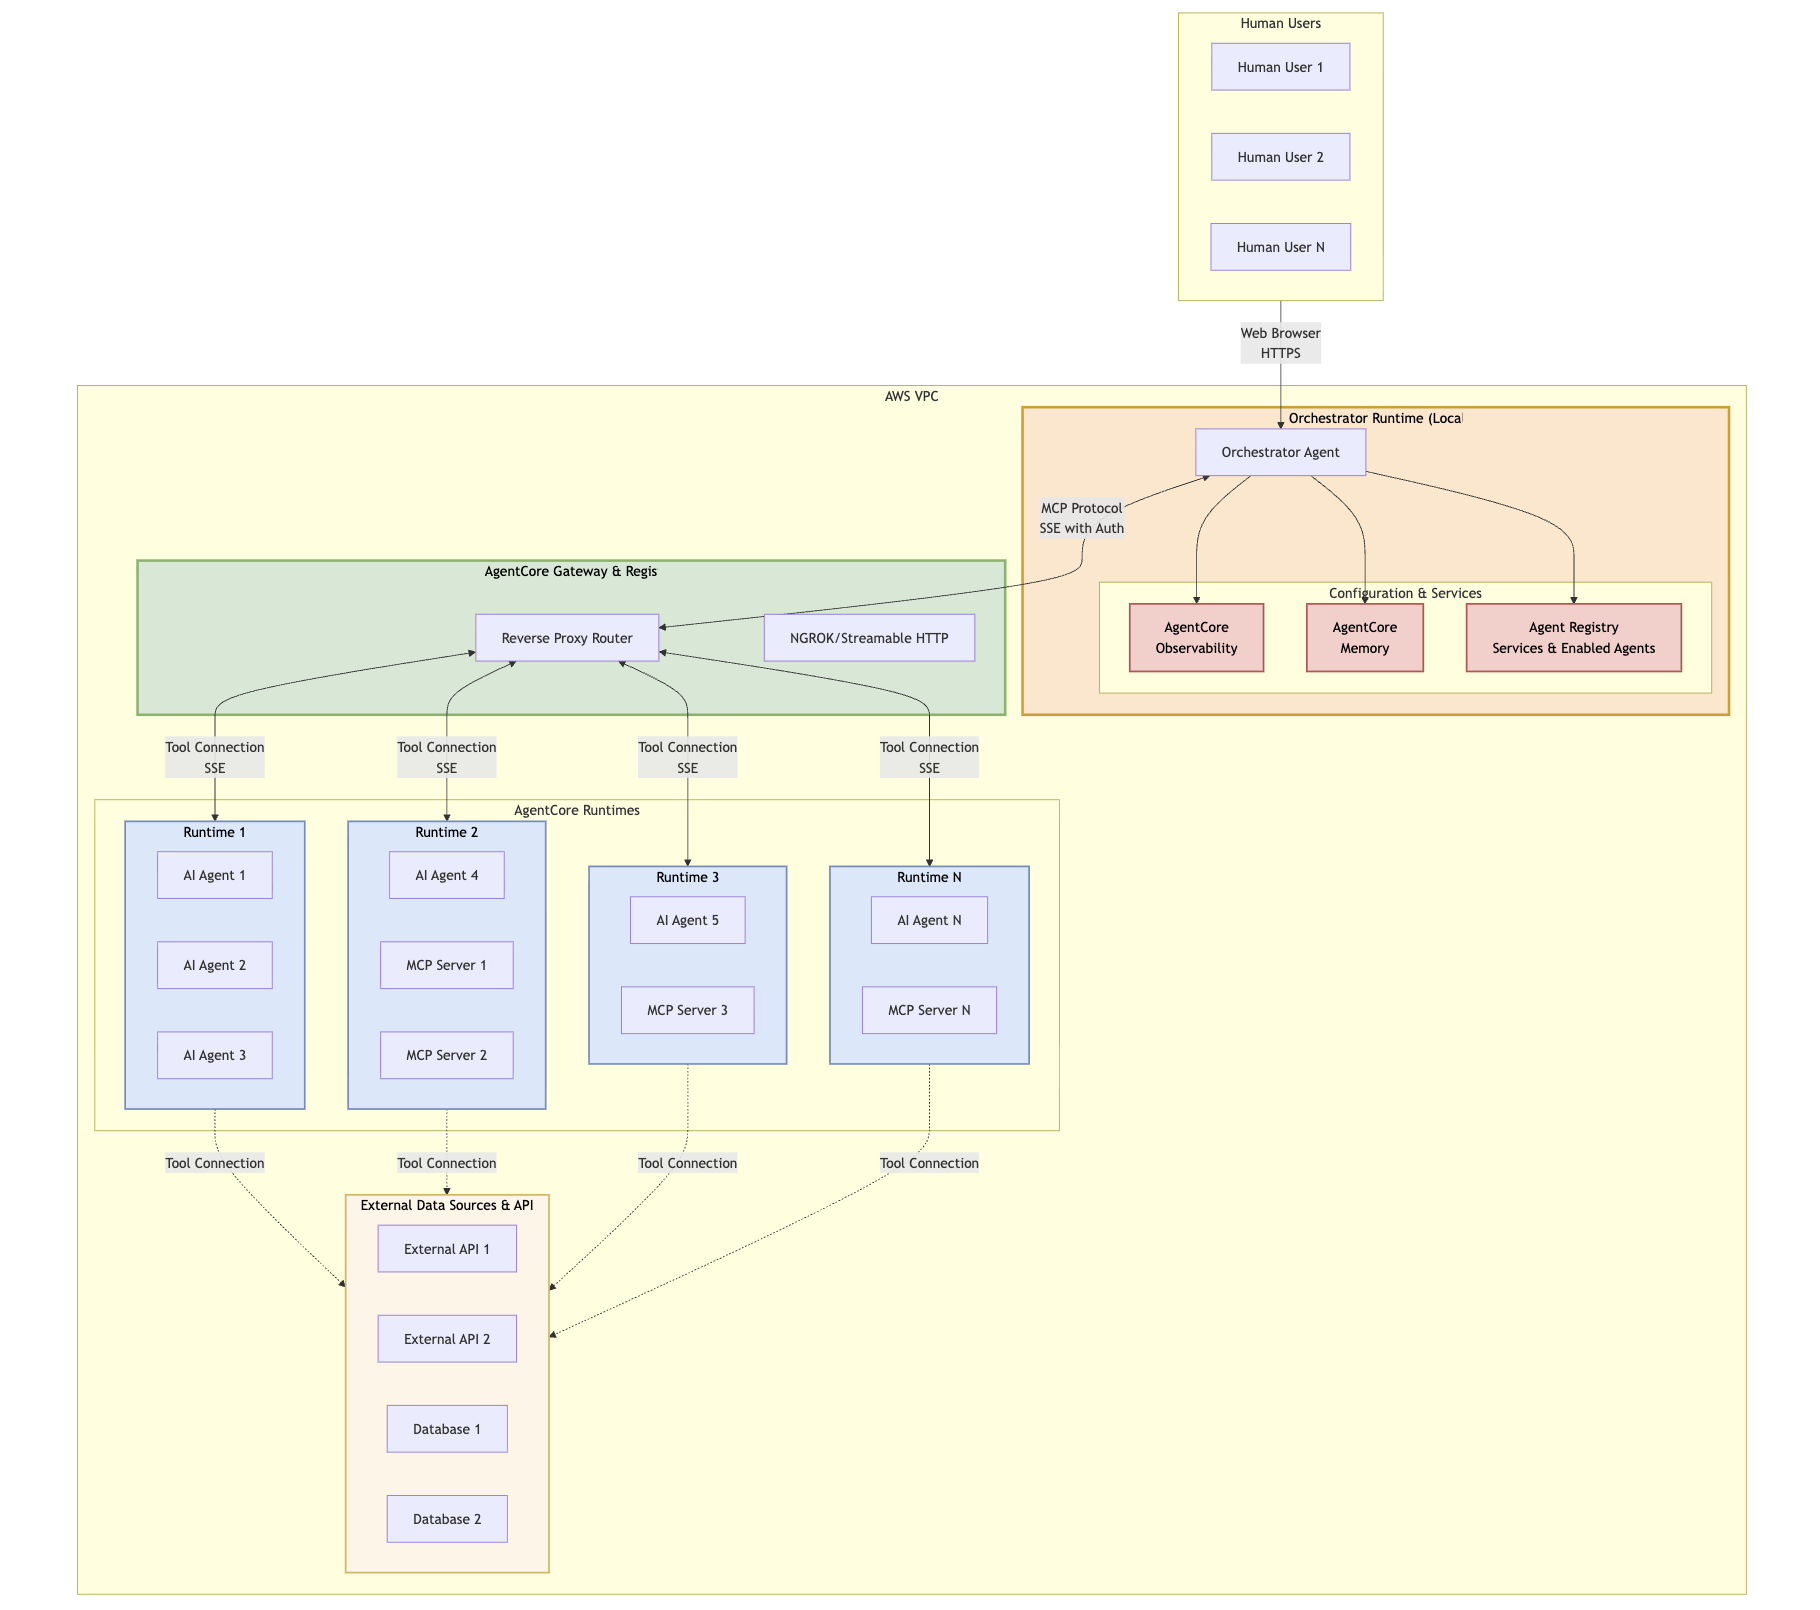 Human Users
Human User 1
Human User 2
Human User N
Web Browser
HTTPS
AWS VPC
Orchestrator Runtime (Local
Orchestrator Agent
MCP Protocol
SSE with Auth
AgentCore Gateway & Regis
Reverse Proxy Router
NGROK/Streamable HTTP
Configuration & Services
AgentCore
Observability
AgentCore
Memory
Agent Registry
Services & Enabled Agents
Tool Connection
SSE
Tool Connection
SSE
Tool Connection
SSE
Tool Connection
SSE
AgentCore Runtimes
Runtime 1
AI Agent 1
AI Agent 2
AI Agent 3
Runtime 2
AI Agent 4
MCP Server 1
MCP Server 2
Runtime 3
AI Agent 5
MCP Server 3
Runtime N
AI Agent N
MCP Server N
Tool Connection
Tool Connection
Tool Connection
Tool Connection
External Data Sources & API
External API 1
External API 2
Database 1
Database 2